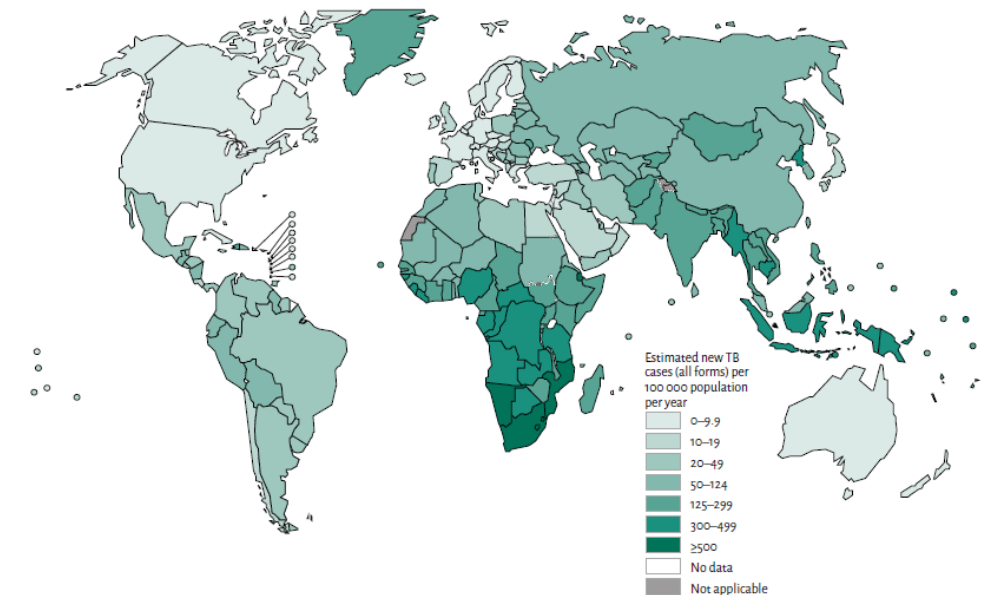 Estimated new TB
cases (all forms) per
100 000 population
per year
0–9.9
10–19
20–49
50–124
125–299
300–499
≥500
No data
Not applicable